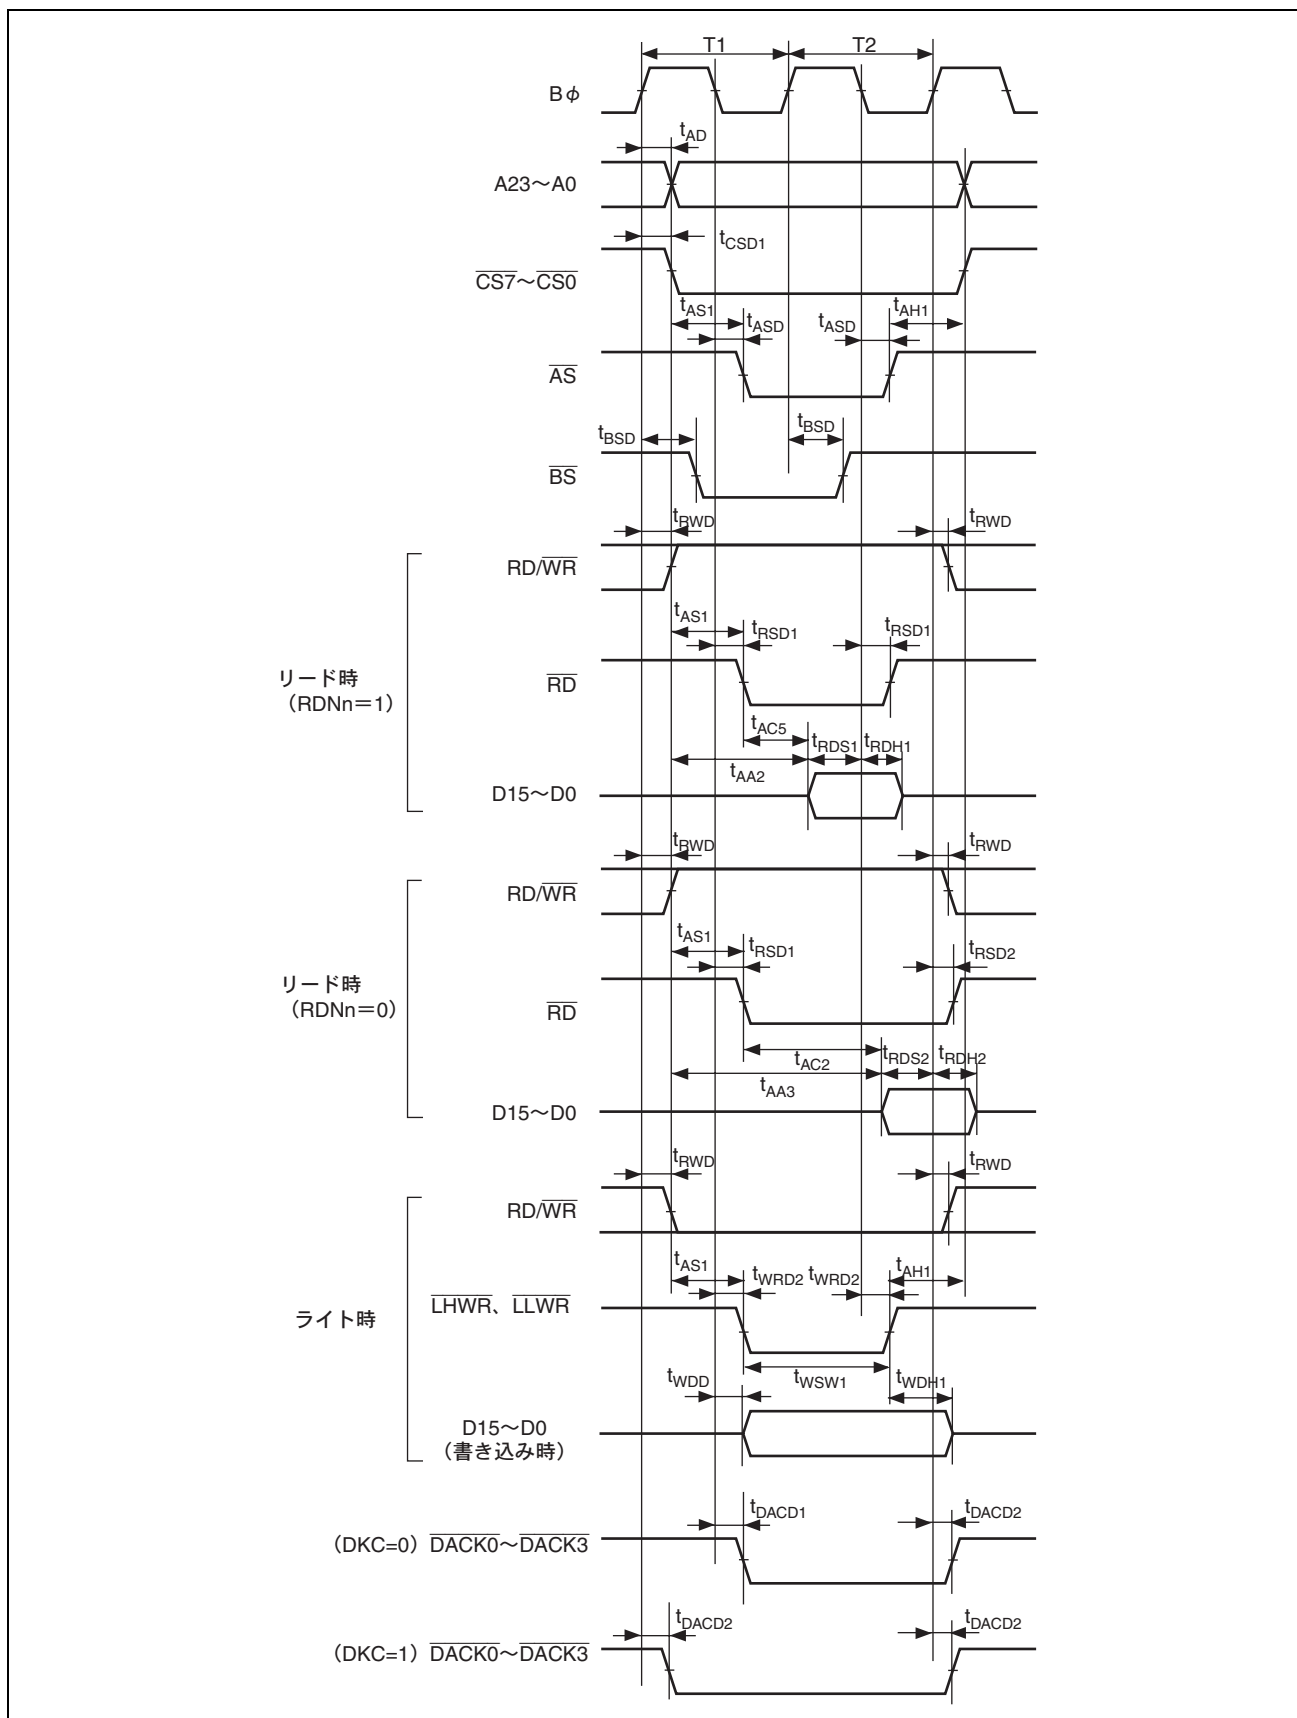 T1 T2
Bφ
tAD
A23～A0
tCSD1
CS7～CS0
tAS1 tASD tASD tAH1
AS
tBSD tBSD
BS
tRWD tRWD
RD/WR
tAS1 tRSD1 tRSD1
リード時
（RDNn＝1）
RD
tAC5 tRDS1 tRDH1
tAA2
D15～D0
tRWD tRWD
RD/WR
tAS1 tRSD1 tRSD2
リード時
（RDNn＝0）
RD
tAC2 tRDS2 tRDH2
tAA3
D15～D0
tRWD tRWD
RD/WR
tAS1 tWRD2 tWRD2 tAH1
ライト時
LHWR、LLWR
tWDD tWSW1 tWDH1
D15～D0
（書き込み時）
tDACD1 tDACD2
（DKC=0）DACK0～DACK3
tDACD2 tDACD2
（DKC=1）DACK0～DACK3